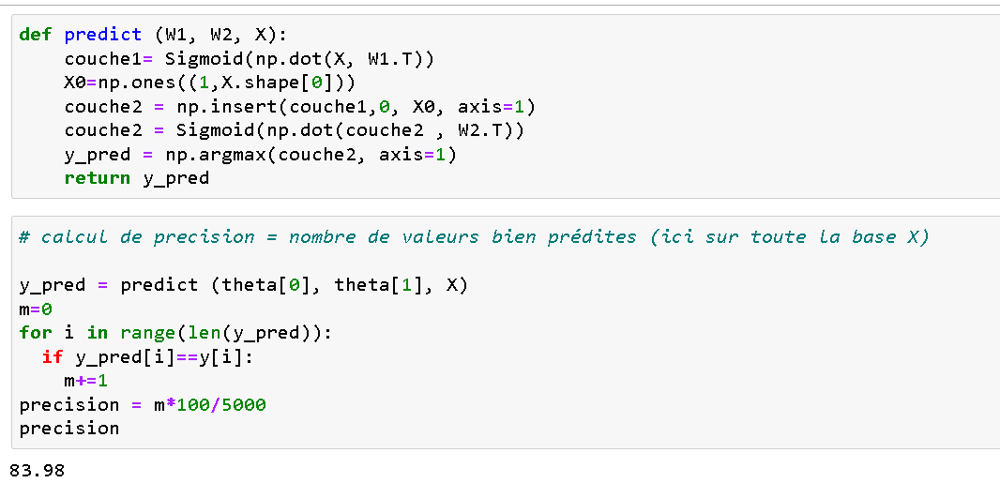 def predict (W1, W2, X):
    couche1= Sigmoid(np.dot(X, W1.T))
    X0=np.ones((1,X.shape[0]))
    couche2 = np.insert(couche1,0, X0, axis=1)
    couche2 = Sigmoid(np.dot(couche2 , W2.T))
    y_pred = np.argmax(couche2, axis=1)
    return y_pred
# calcul de precision = nombre de valeurs bien prédites (ici sur toute la base X)
y_pred = predict (theta[0], theta[1], X)
m=0
for i in range(len(y_pred)):
  if y_pred[i]==y[i]:
    m+=1
precision = m*100/5000
precision
83.98